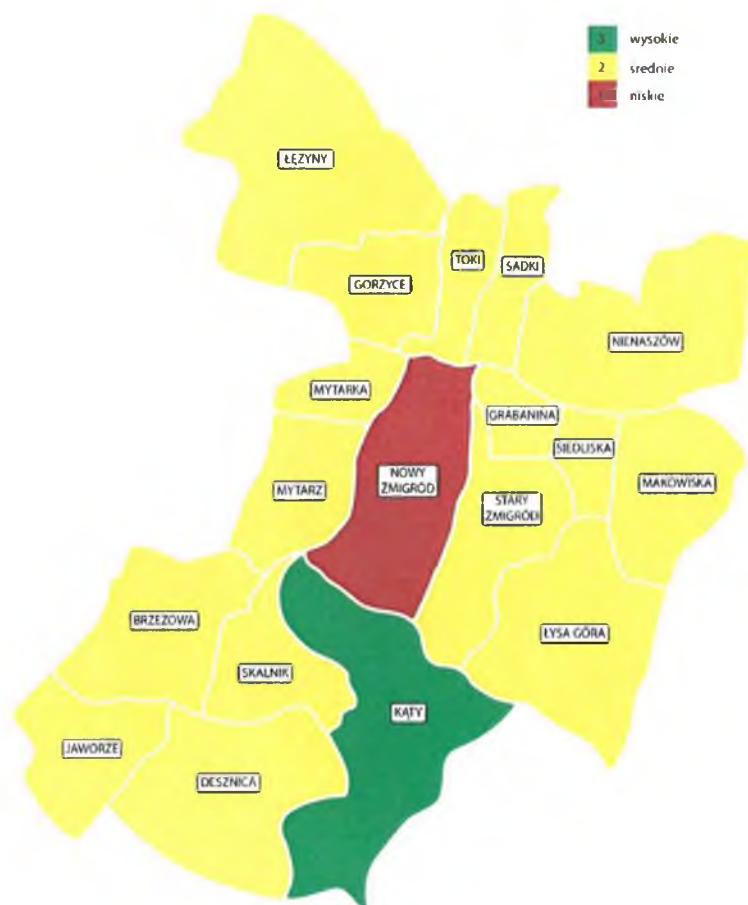 3 wysokie
2 średnie
niskie
ŁĘŻYNY
TOKI
SADKI
GORZYCE
NIENASZÓW
MYTARKA
GRABANINA
SIEDLISKA
NOWY
ŻMIGRÓD
MAKOWISKA
MYTARZ
STARY
ŻMIGRÓD
BRZEZOWA
ŁYSA GÓRA
SKALNIK
KĄTY
JAWORZE
DESZNICA